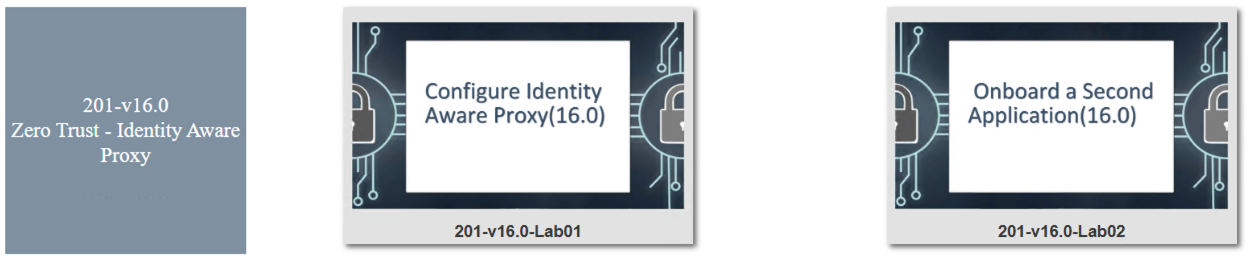 201-v16.0
Zero Trust - Identity Aware
Proxy
Configure Identity
Aware Proxy(16.0)
201-v16.0-Lab01
Onboard a Second
Application(16.0)
201-v16.0-Lab02